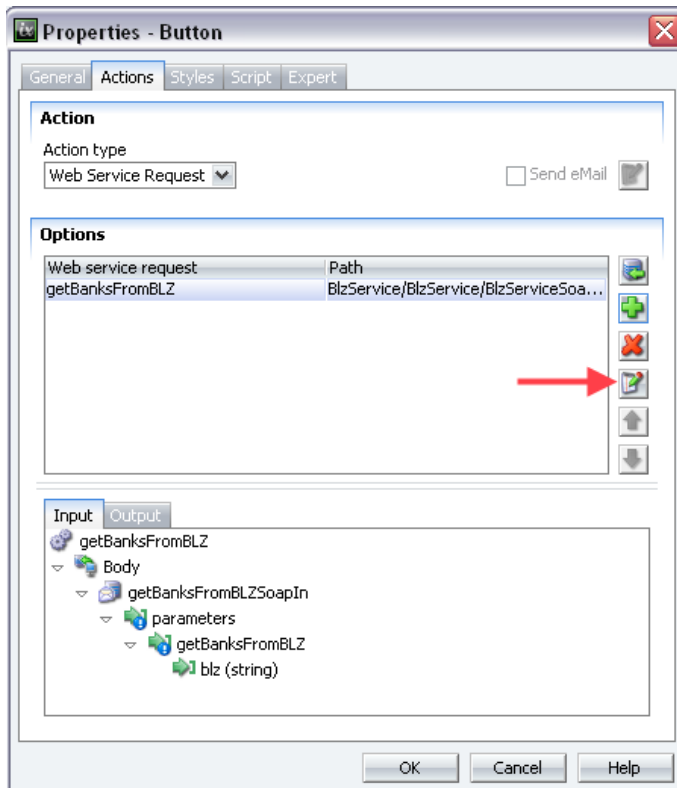 Properties - Button
General Actions Styles Script Expert
Action
Action type
Web Service Request
Send eMail
Options
Web service request Path
getBanksFromBLZ BlzService/BlzService/BlzServiceSoa...
Input Output
getBanksFromBLZ
Body
getBanksFromBLZSoapIn
parameters
getBanksFromBLZ
blz (string)
OK Cancel Help